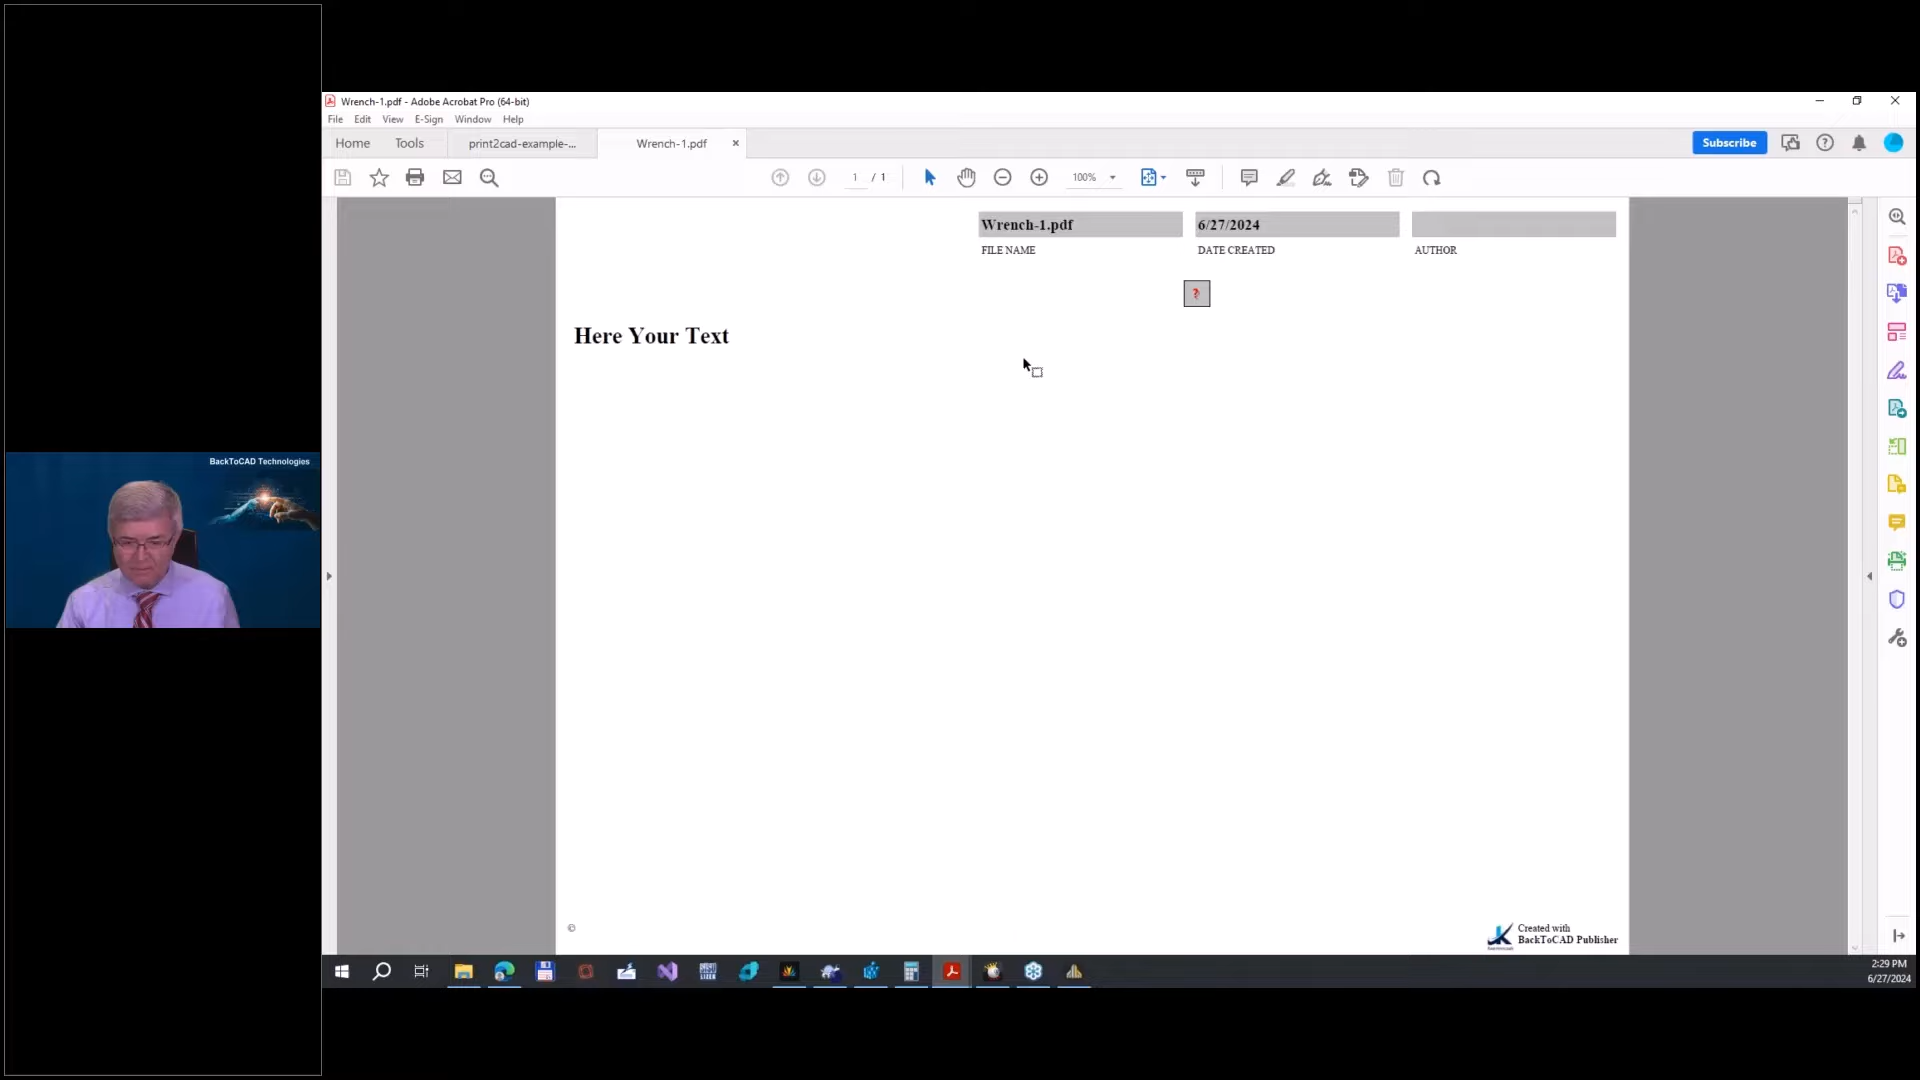 Wrench-1.pdf - Adobe Acrobat Pro (64-bit)
File Edit View E-Sign Window Help
Home Tools print2cad-example-... Wrench-1.pdf × Subscribe
1 / 1 100%
Wrench-1.pdf 6/27/2024
FILE NAME DATE CREATED AUTHOR
?
Here Your Text
BackToCAD Technologies
©
Created with
BackToCAD Publisher
2:29 PM
6/27/2024